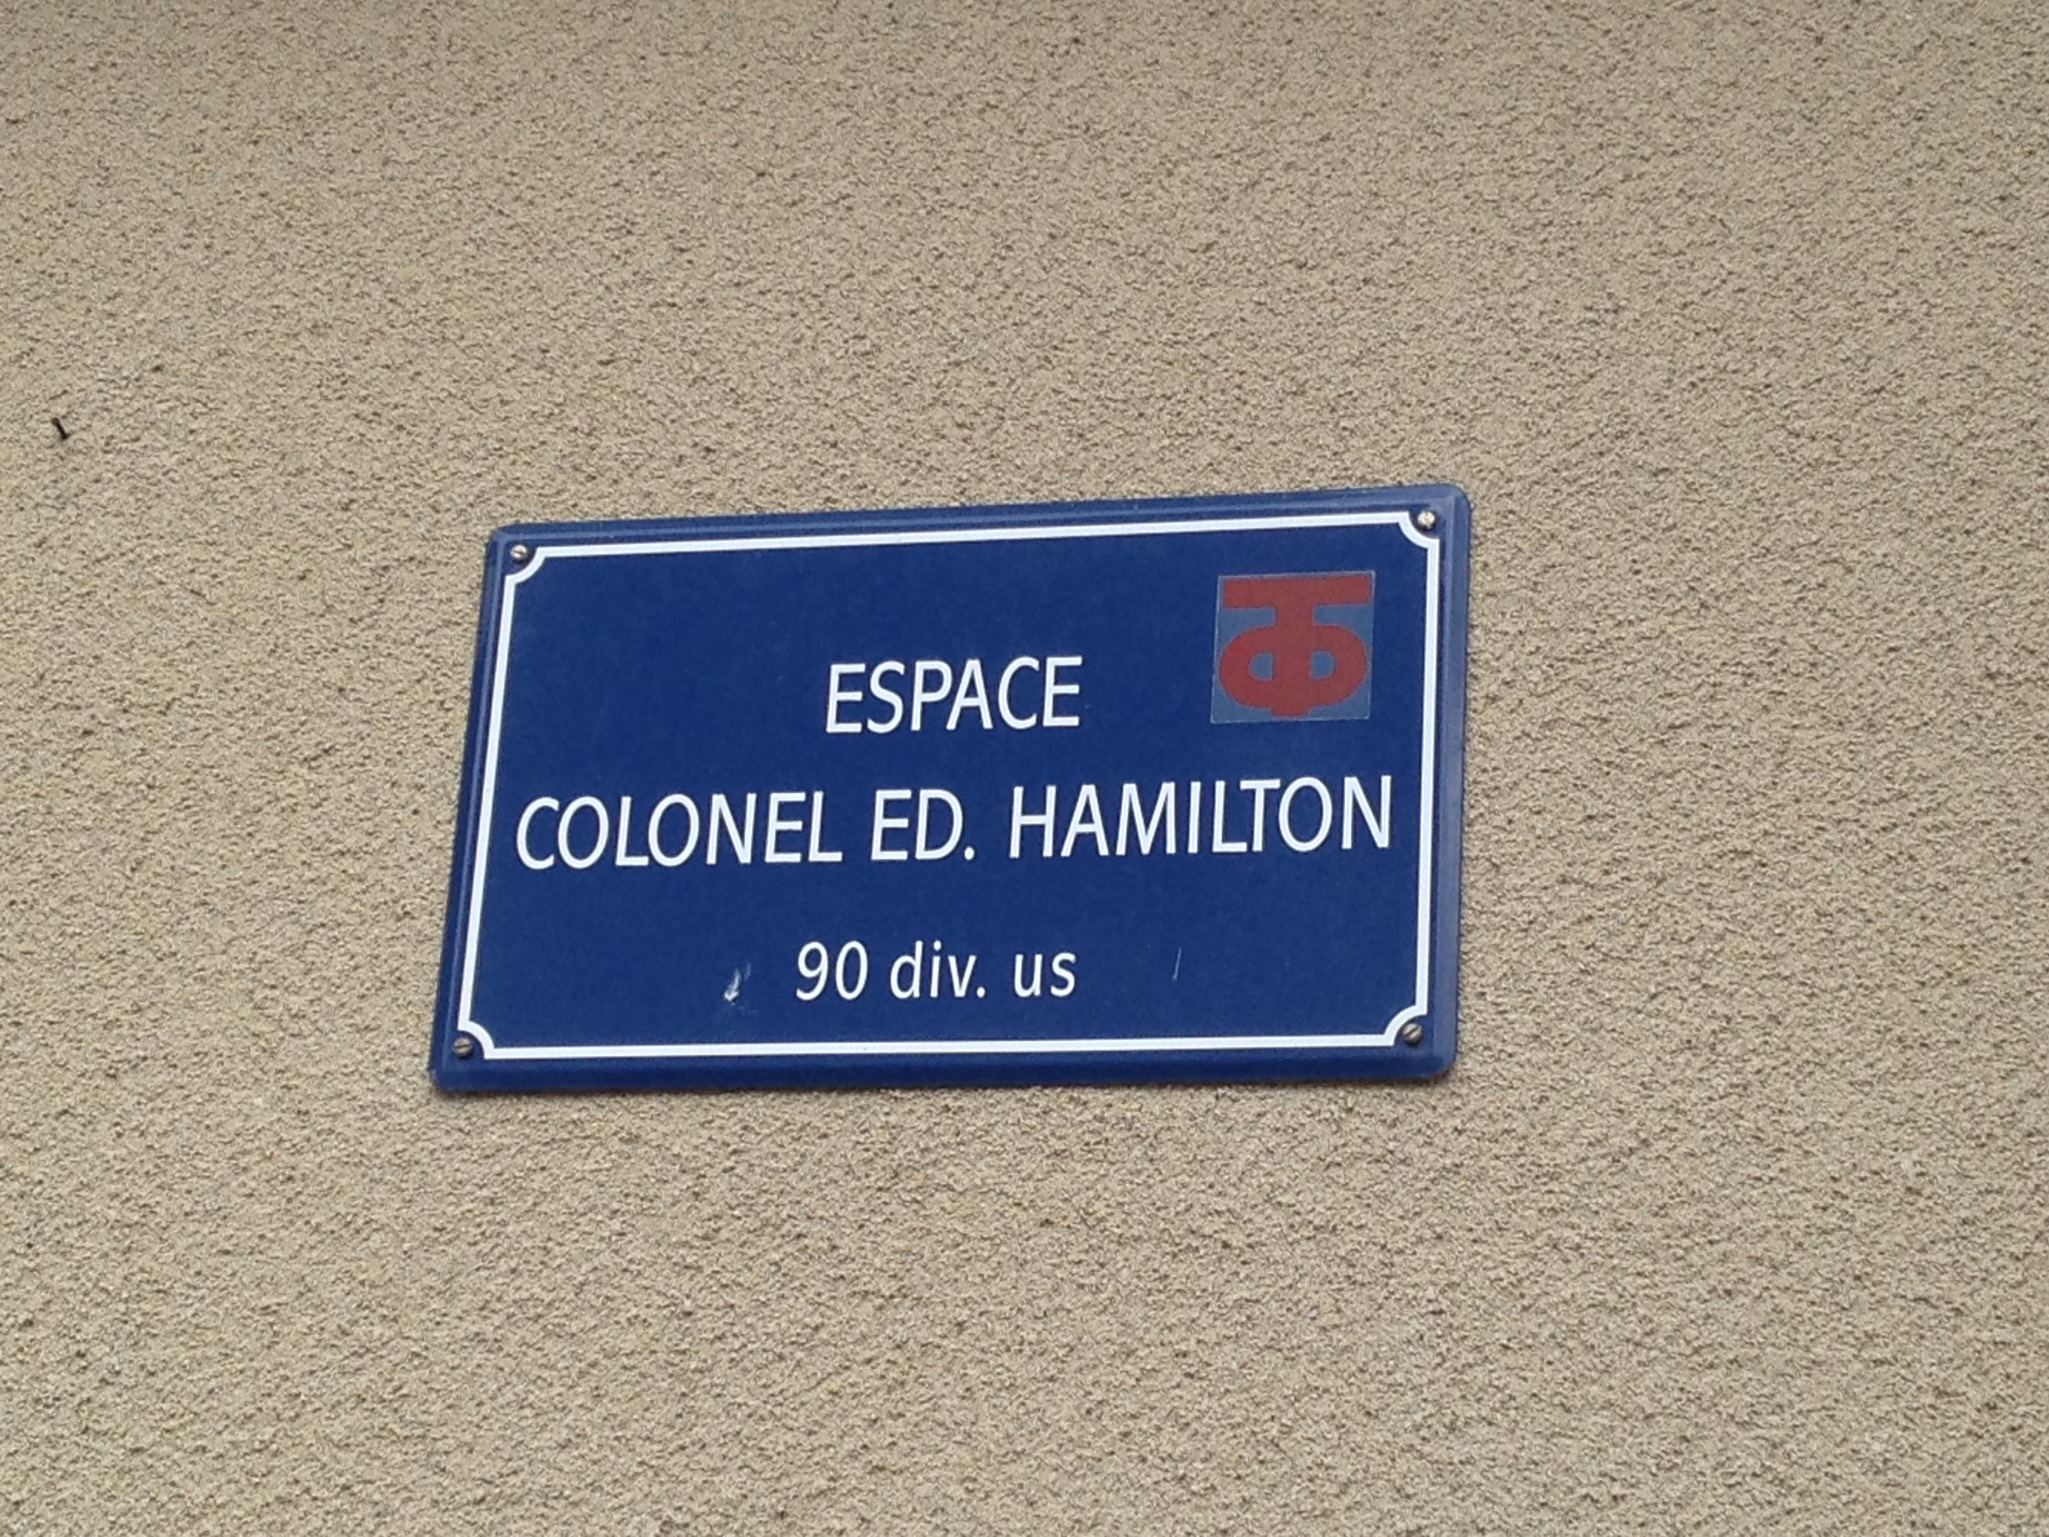 ESPACE
COLONEL ED. HAMILTON
90 div. us